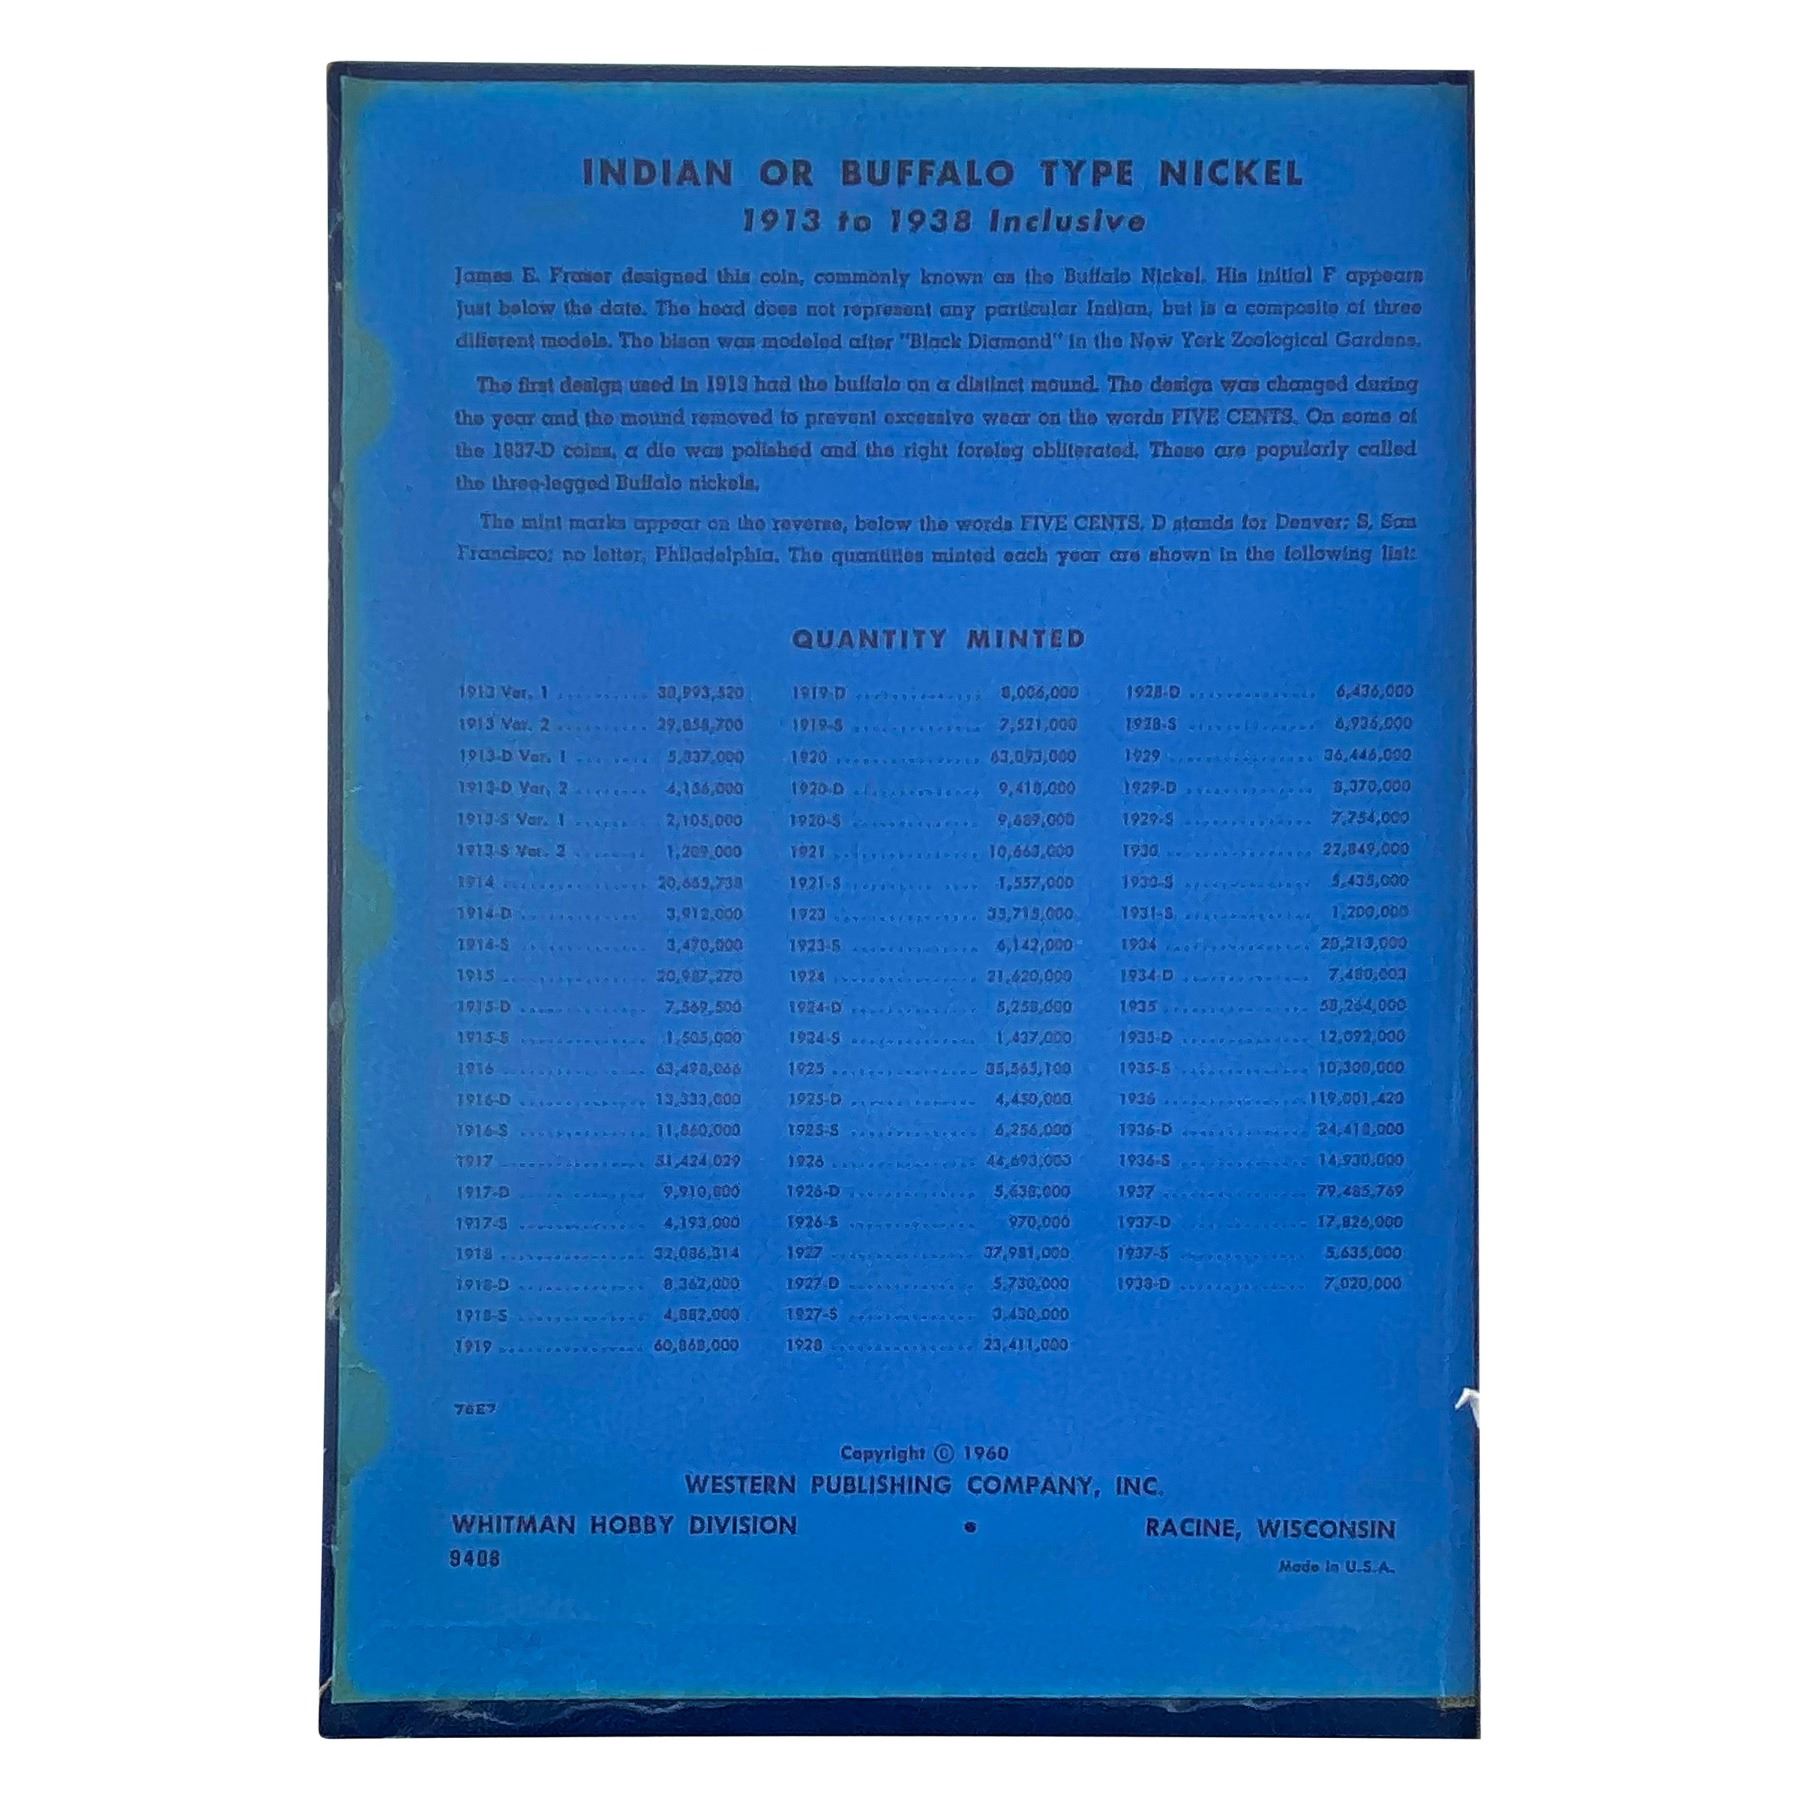 INDIAN OR BUFFALO TYPE NICKEL
1913 to 1938 Inclusive
James E. Fraser designed this coin, commonly known as the Buffalo Nickel. His initial F appears
just below the date. The head does not represent any particular Indian, but is a composite of three
different models. The bison was modeled after "Black Diamond" in the New York Zoological Gardens.
The first design used in 1913 had the buffalo on a distinct mound. The design was changed during
the year and the mound removed to prevent excessive wear on the words FIVE CENTS. On some of
the 1937-D coins, a die was polished and the right foreleg obliterated. These are popularly called
the three-legged Buffalo nickels.
The mint marks appear on the reverse, below the words FIVE CENTS. D stands for Denver; S, San
Francisco; no letter, Philadelphia. The quantities minted each year are shown in the following list:
QUANTITY MINTED
1913 Var. 1 .......... 30,993,520
1913 Var. 2 .......... 29,858,700
1913-D Var. 1 ........ 5,337,000
1913-D Var. 2 ........ 4,156,000
1913-S Var. 1 ........ 2,105,000
1913-S Var. 2 ........ 1,209,000
1914 .......... 20,665,738
1914-D .......... 3,912,000
1914-S .......... 3,470,000
1915 .......... 20,987,270
1915-D .......... 7,569,500
1915-S .......... 1,505,000
1916 .......... 63,498,066
1916-D .......... 13,333,000
1916-S .......... 11,860,000
1917 .......... 51,424,029
1917-D .......... 9,910,800
1917-S .......... 4,193,000
1918 .......... 32,086,314
1918-D .......... 8,362,000
1918-S .......... 4,882,000
1919 .......... 60,868,000
1919-D .......... 8,006,000
1919-S .......... 7,521,000
1920 .......... 63,093,000
1920-D .......... 9,418,000
1920-S .......... 9,689,000
1921 .......... 10,663,000
1921-S .......... 1,557,000
1923 .......... 35,715,000
1923-S .......... 6,142,000
1924 .......... 21,620,000
1924-D .......... 5,258,000
1924-S .......... 1,437,000
1925 .......... 35,565,100
1925-D .......... 4,450,000
1925-S .......... 6,256,000
1926 .......... 44,693,000
1926-D .......... 5,638,000
1926-S .......... 970,000
1927 .......... 37,981,000
1927-D .......... 5,730,000
1927-S .......... 3,430,000
1928 .......... 23,411,000
1928-D .......... 6,436,000
1928-S .......... 6,936,000
1929 .......... 36,446,000
1929-D .......... 8,370,000
1929-S .......... 7,754,000
1930 .......... 22,849,000
1930-S .......... 5,435,000
1931-S .......... 1,200,000
1934 .......... 20,213,003
1934-D .......... 7,480,003
1935 .......... 58,264,000
1935-D .......... 12,092,000
1935-S .......... 10,300,000
1936 .......... 119,001,420
1936-D .......... 24,418,000
1936-S .......... 14,930,000
1937 .......... 79,485,769
1937-D .......... 17,826,000
1937-S .......... 5,635,000
1938-D .......... 7,020,000
76E7
Copyright © 1960
WESTERN PUBLISHING COMPANY, INC.
WHITMAN HOBBY DIVISION • RACINE, WISCONSIN
9408
Made in U.S.A.